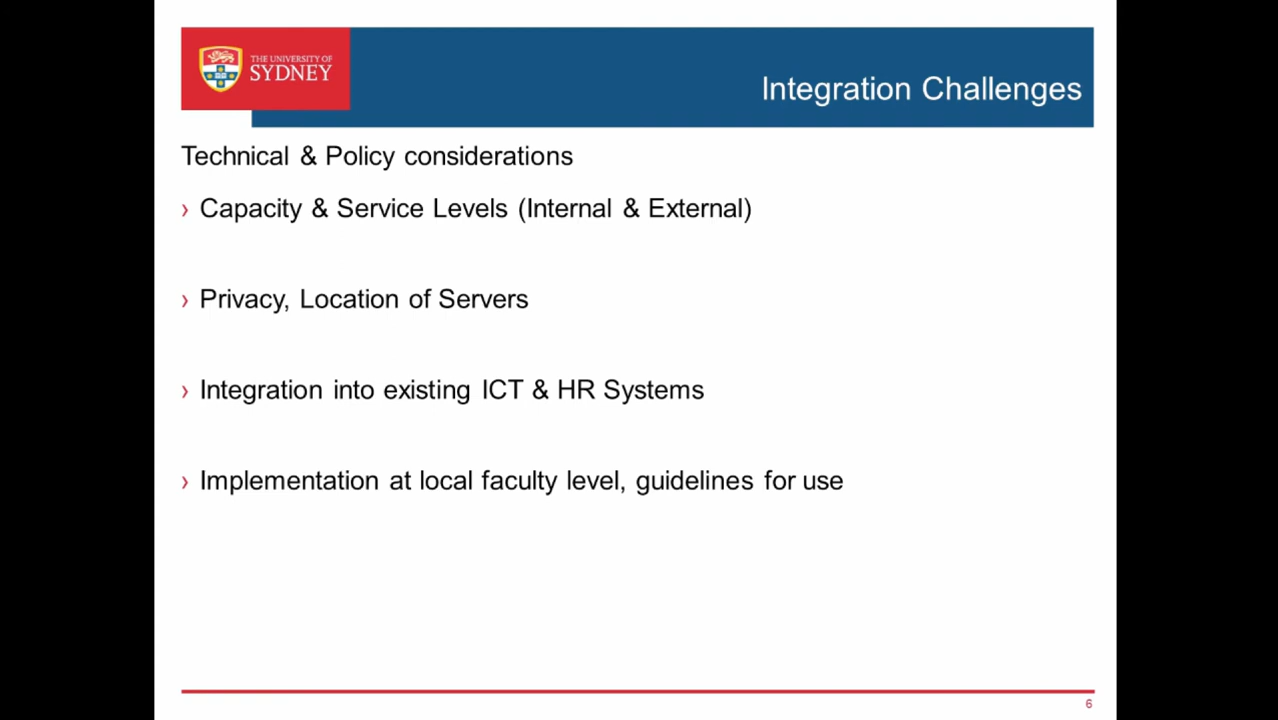 THE UNIVERSITY OF
SYDNEY
Integration Challenges
Technical & Policy considerations
› Capacity & Service Levels (Internal & External)
› Privacy, Location of Servers
› Integration into existing ICT & HR Systems
› Implementation at local faculty level, guidelines for use
6